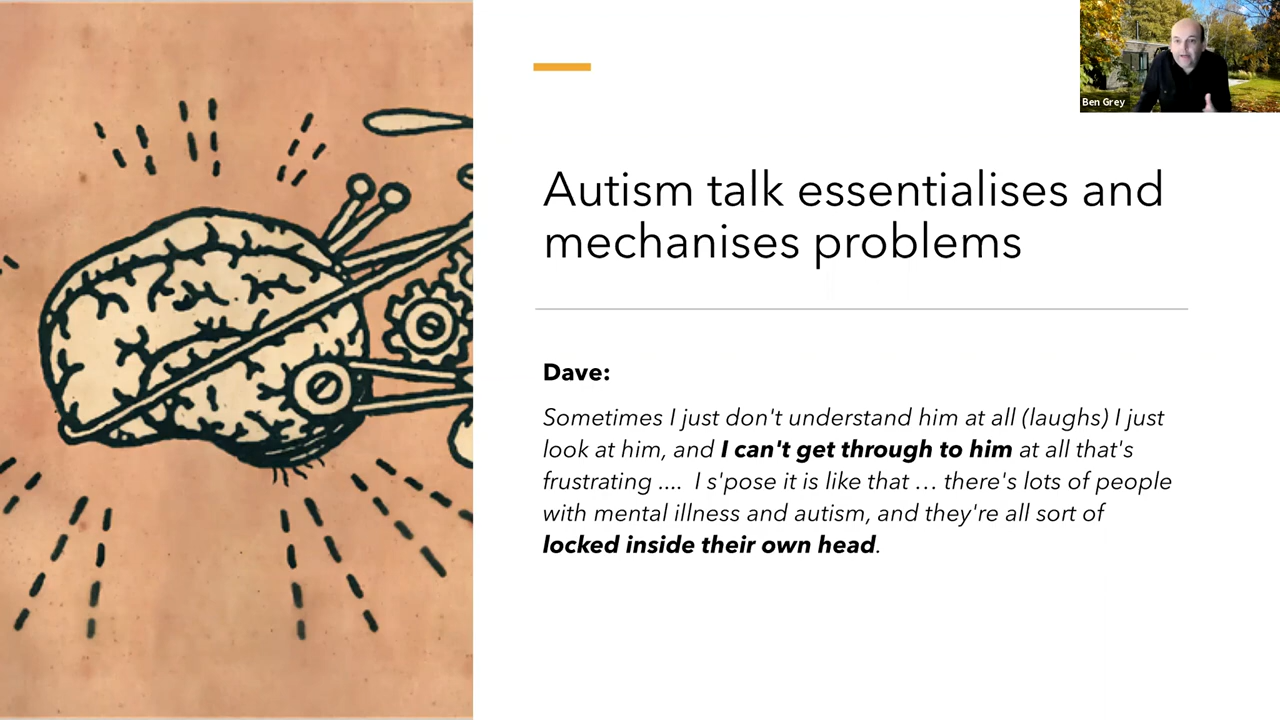 Ben Grey
Autism talk essentialises and
mechanises problems
Dave:
Sometimes I just don't understand him at all (laughs) I just
look at him, and I can't get through to him at all that's
frustrating .... I s'pose it is like that … there's lots of people
with mental illness and autism, and they're all sort of
locked inside their own head.